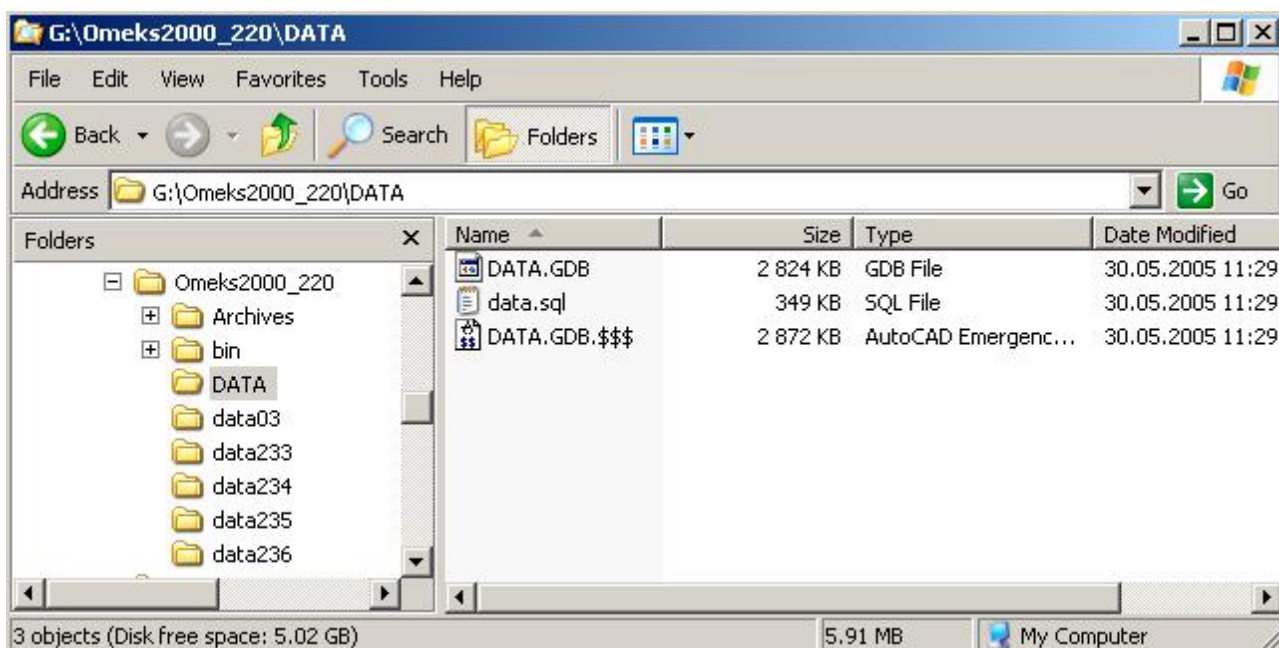 G:\Omeks2000_220\DATA
File Edit View Favorites Tools Help
Back Search Folders
Address G:\Omeks2000_220\DATA Go
Folders
Omeks2000_220
Archives
bin
DATA
data03
data233
data234
data235
data236
Name Size Type Date Modified
DATA.GDB 2 824 KB GDB File 30.05.2005 11:29
data.sql 349 KB SQL File 30.05.2005 11:29
DATA.GDB.$$$ 2 872 KB AutoCAD Emergenc... 30.05.2005 11:29
3 objects (Disk free space: 5.02 GB) 5.91 MB My Computer